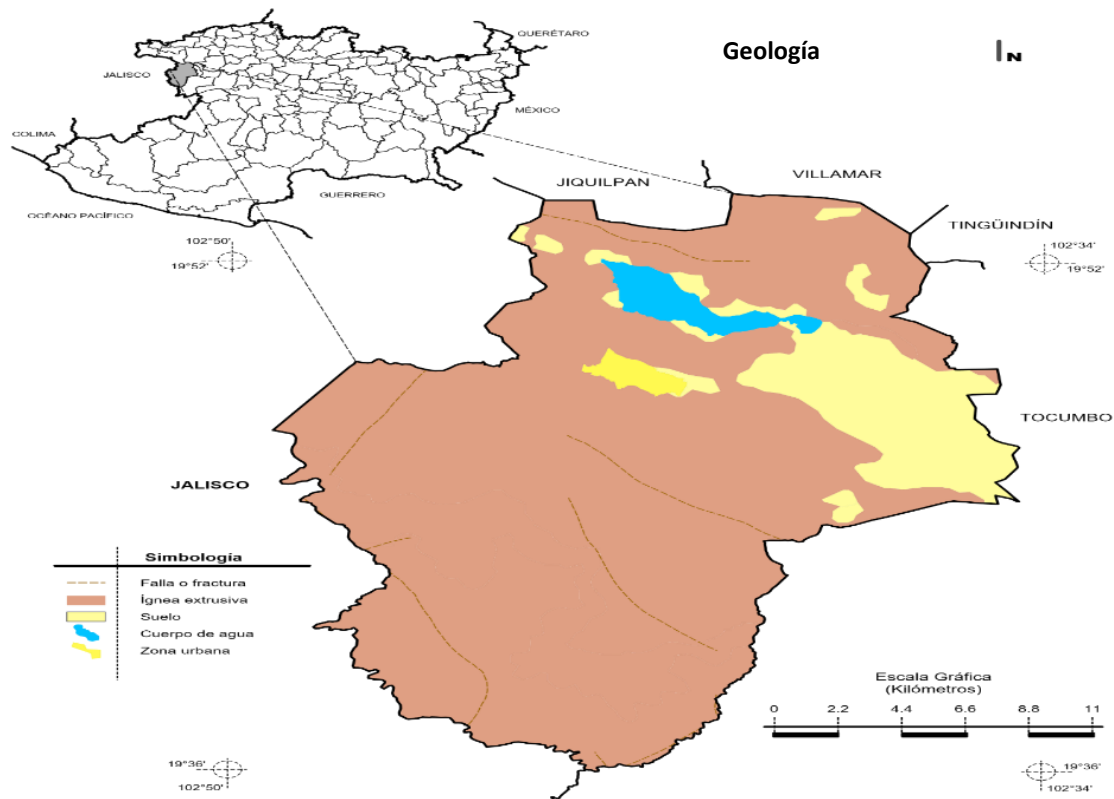 QUERÉTARO
Geología
N
JALISCO
MÉXICO
COLIMA
GUERRERO
OCÉANO PACÍFICO
JIQUILPAN
VILLAMAR
TINGÜINDÍN
102°50'
19°52'
102°34'
19°52'
TOCUMBO
JALISCO
Simbología
Falla o fractura
Ígnea extrusiva
Suelo
Cuerpo de agua
Zona urbana
Escala Gráfica
(Kilómetros)
0 2.2 4.4 6.6 8.8 11
19°36'
102°50'
19°36'
102°34'